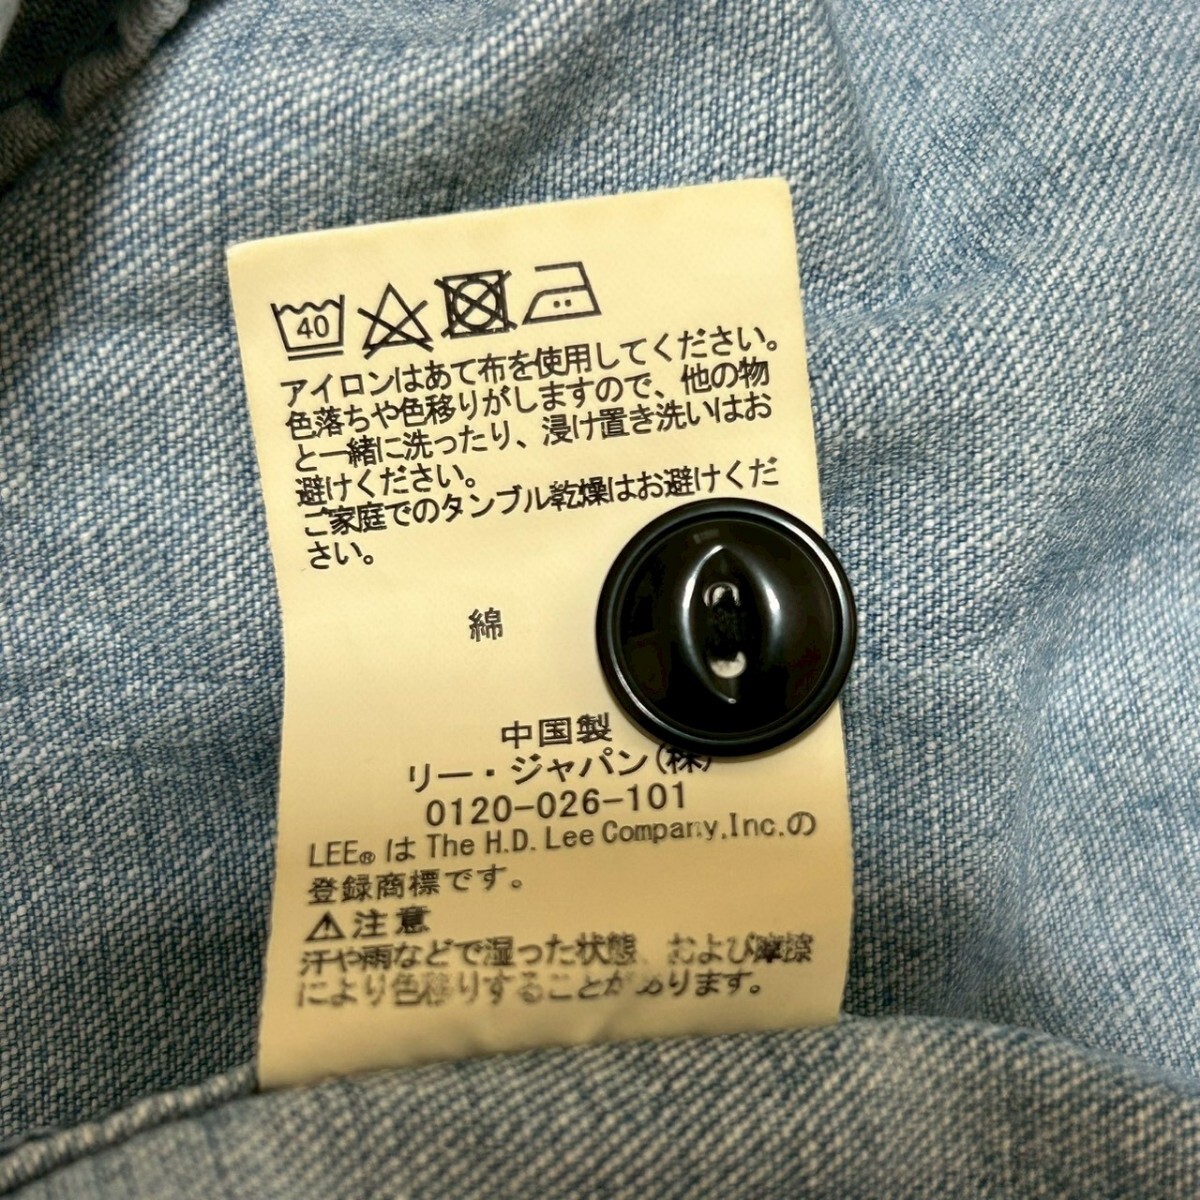 40
アイロンはあて布を使用してください。
色落ちや色移りがしますので、他の物
と一緒に洗ったり、浸け置き洗いはお
避けください。
ご家庭でのタンブル乾燥はお避けくだ
さい。
綿
中国製
リー・ジャパン(株)
0120-026-101
LEE® は The H.D. Lee Company,Inc.の
登録商標です。
⚠注意
汗や雨などで湿った状態、および摩擦
により色移りすることがあります。